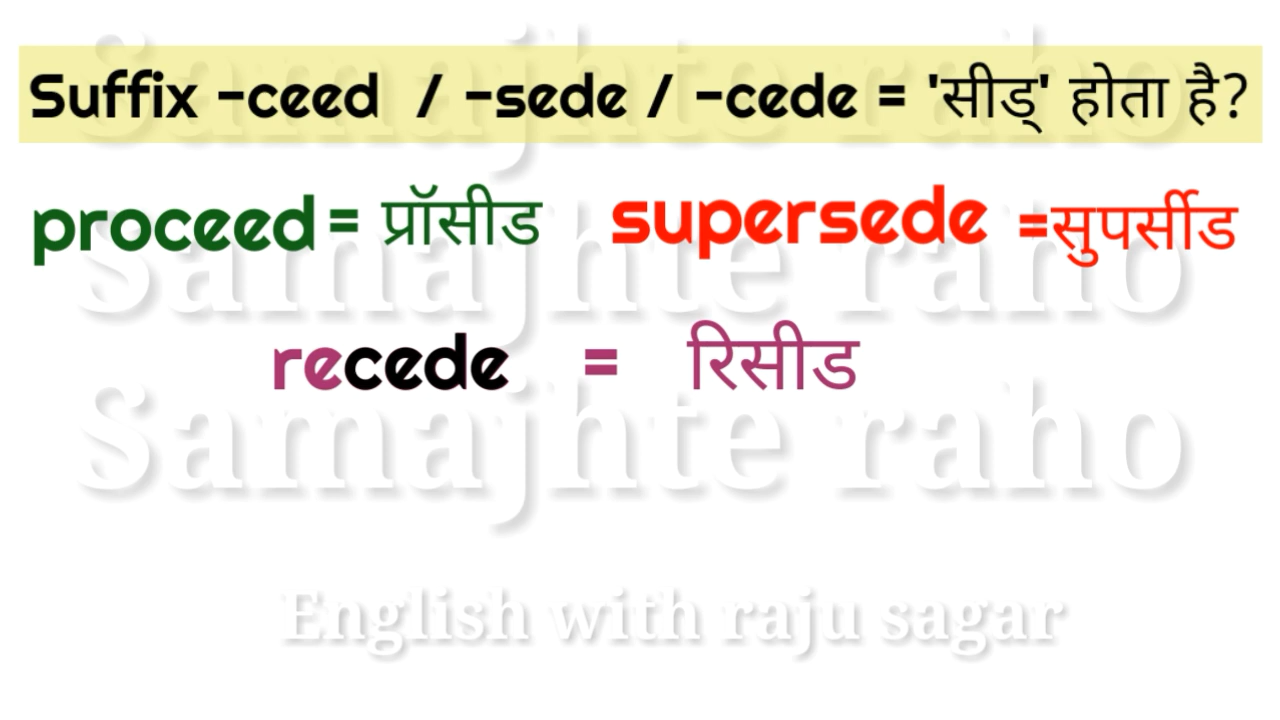 Suffix -ceed / -sede / -cede = 'सीड्' होता है?
proceed = प्रॉसीड supersede =सुपर्सीड
recede = रिसीड
Samajhte raho
Samajhte raho
Samajhte raho
English with raju sagar